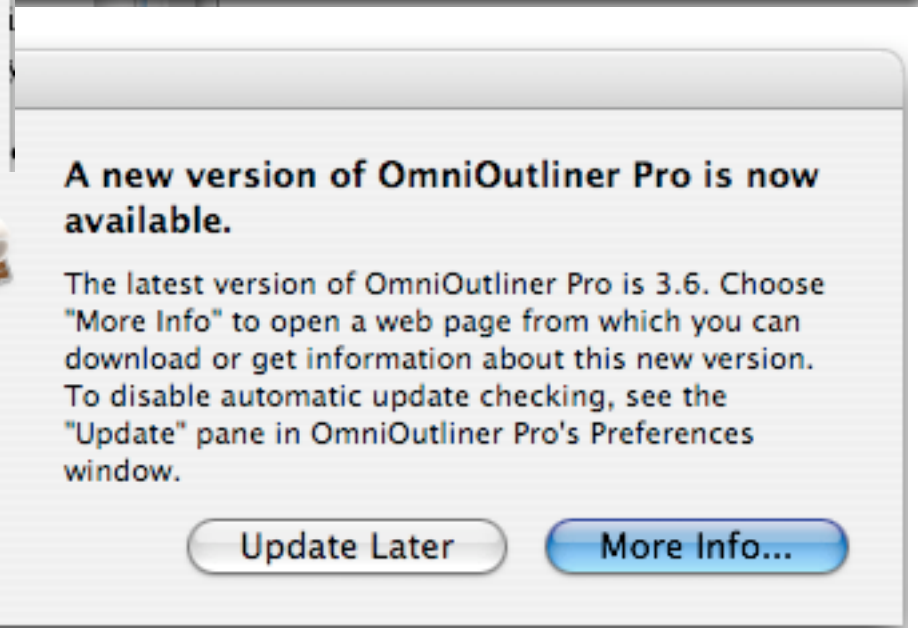 A new version of OmniOutliner Pro is now
available.
The latest version of OmniOutliner Pro is 3.6. Choose
"More Info" to open a web page from which you can
download or get information about this new version.
To disable automatic update checking, see the
"Update" pane in OmniOutliner Pro's Preferences
window.
Update Later
More Info...